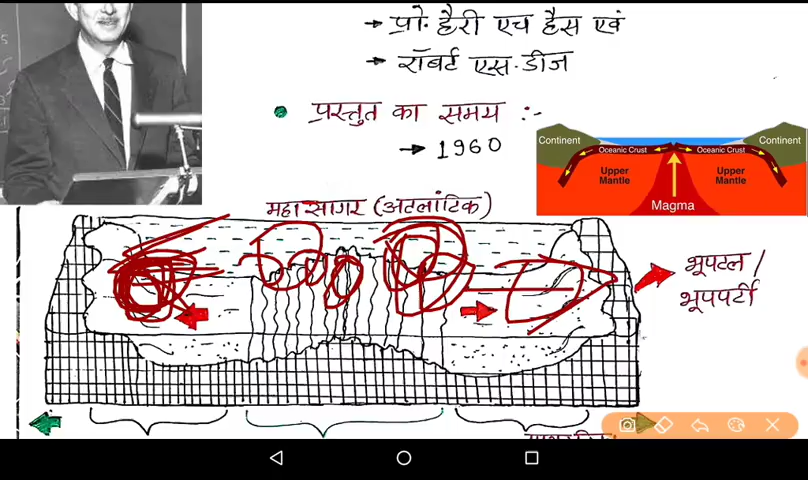 → प्रो. हैरी एच हैस एवं
→ रॉबर्ट एस. डीज
प्रस्तुत का समय :-
→ 1960
Continent
Continent
Oceanic Crust
Oceanic Crust
Upper
Mantle
Upper
Mantle
Magma
महासागर (अटलांटिक)
भूपटल /
भूपर्पटी